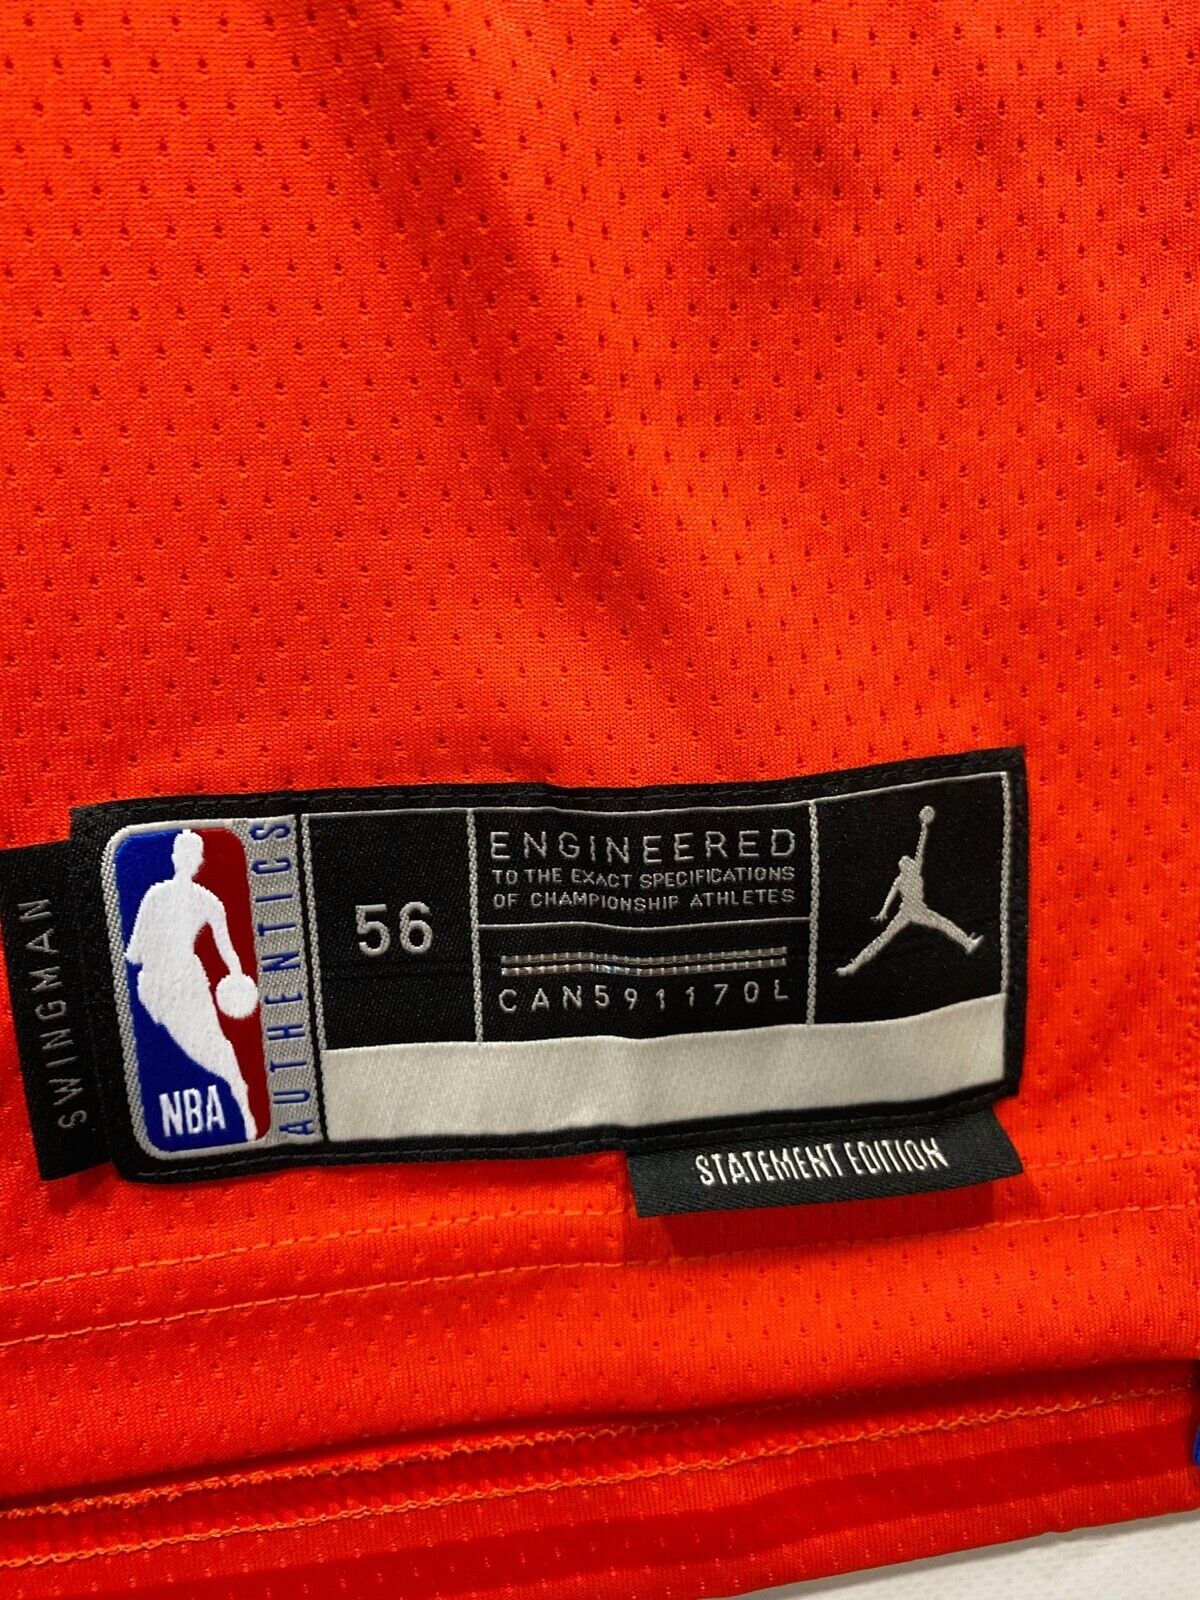 SWINGMAN
NBA
AUTHENTICS
56
ENGINEERED
TO THE EXACT SPECIFICATIONS
OF CHAMPIONSHIP ATHLETES
CAN591170L
STATEMENT EDITION